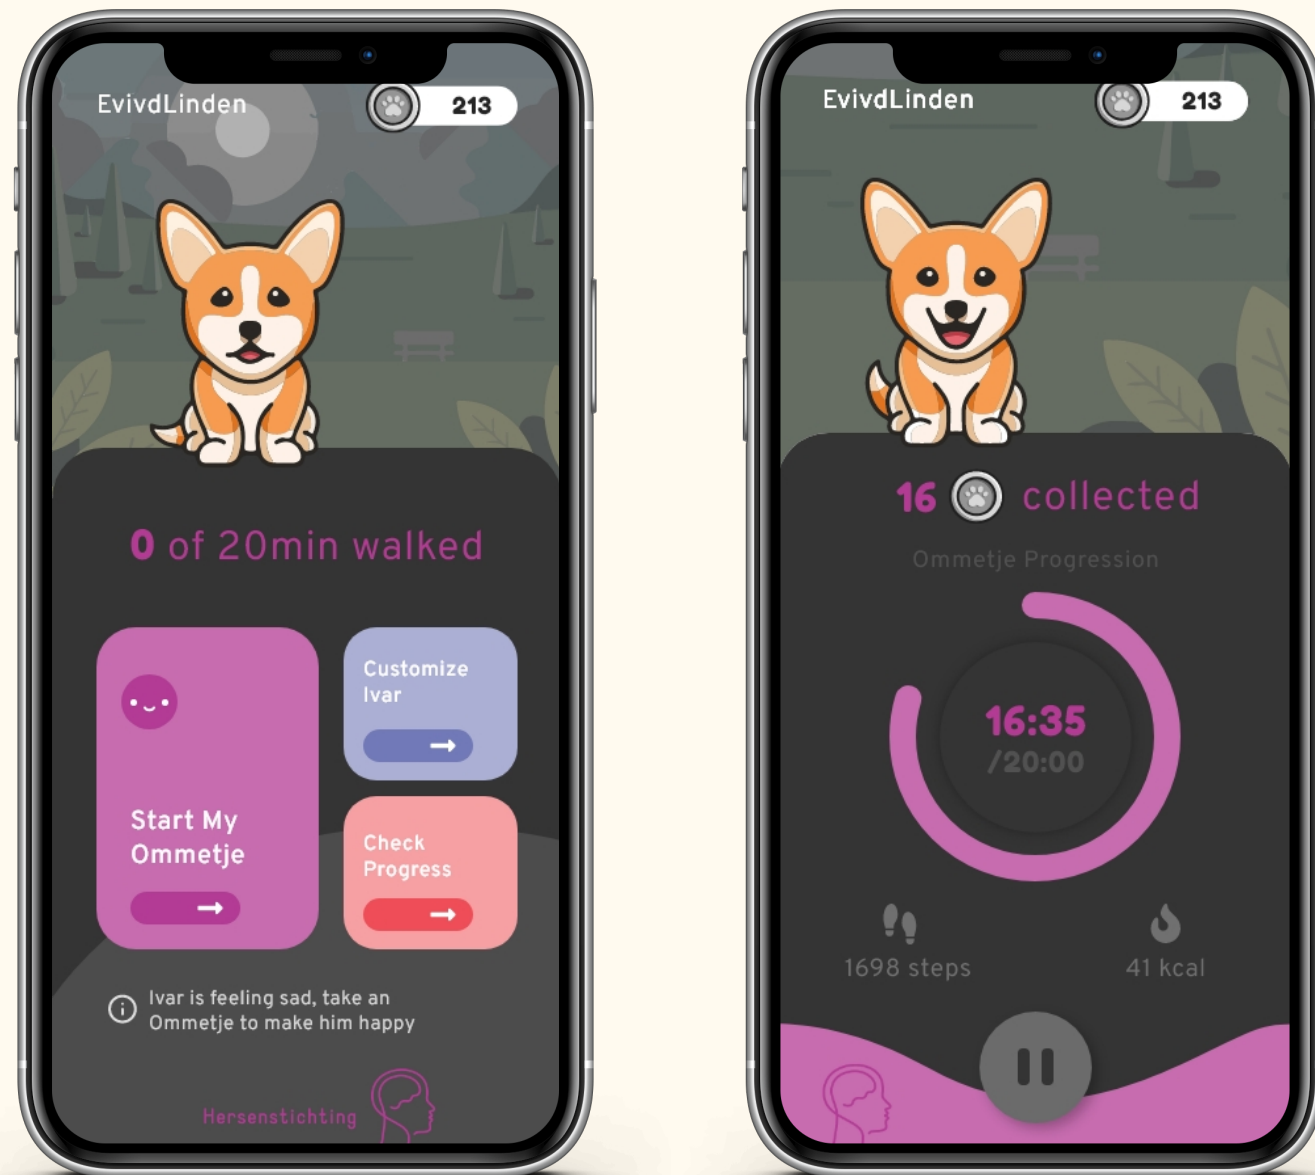 EvivdLinden
213
0 of 20min walked
Customize
Ivar
Start My
Ommetje
Check
Progress
Ivar is feeling sad, take an
Ommetje to make him happy
Hersenstichting
EvivdLinden
213
16 collected
Ommetje Progression
16:35
/20:00
1698 steps
41 kcal